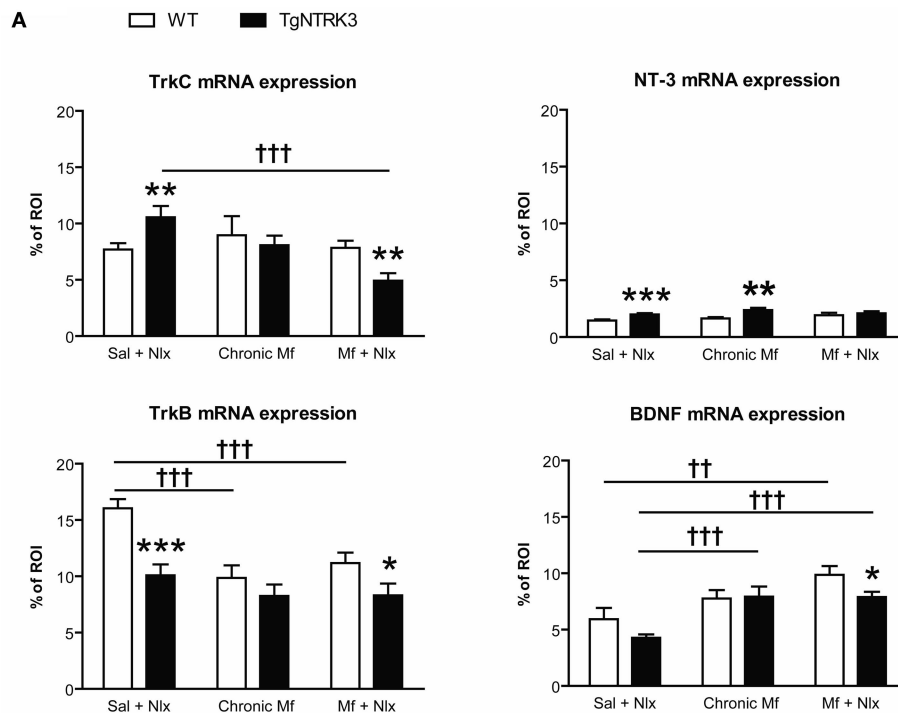 A
WT
TgNTRK3
TrkC mRNA expression
% of ROI
20
15
10
5
0
**
†††
**
Sal + Nlx
Chronic Mf
Mf + Nlx
NT-3 mRNA expression
% of ROI
20
15
10
5
0
***
**
Sal + Nlx
Chronic Mf
Mf + Nlx
TrkB mRNA expression
% of ROI
20
15
10
5
0
†††
†††
***
*
Sal + Nlx
Chronic Mf
Mf + Nlx
BDNF mRNA expression
% of ROI
20
15
10
5
0
††
†††
†††
*
Sal + Nlx
Chronic Mf
Mf + Nlx